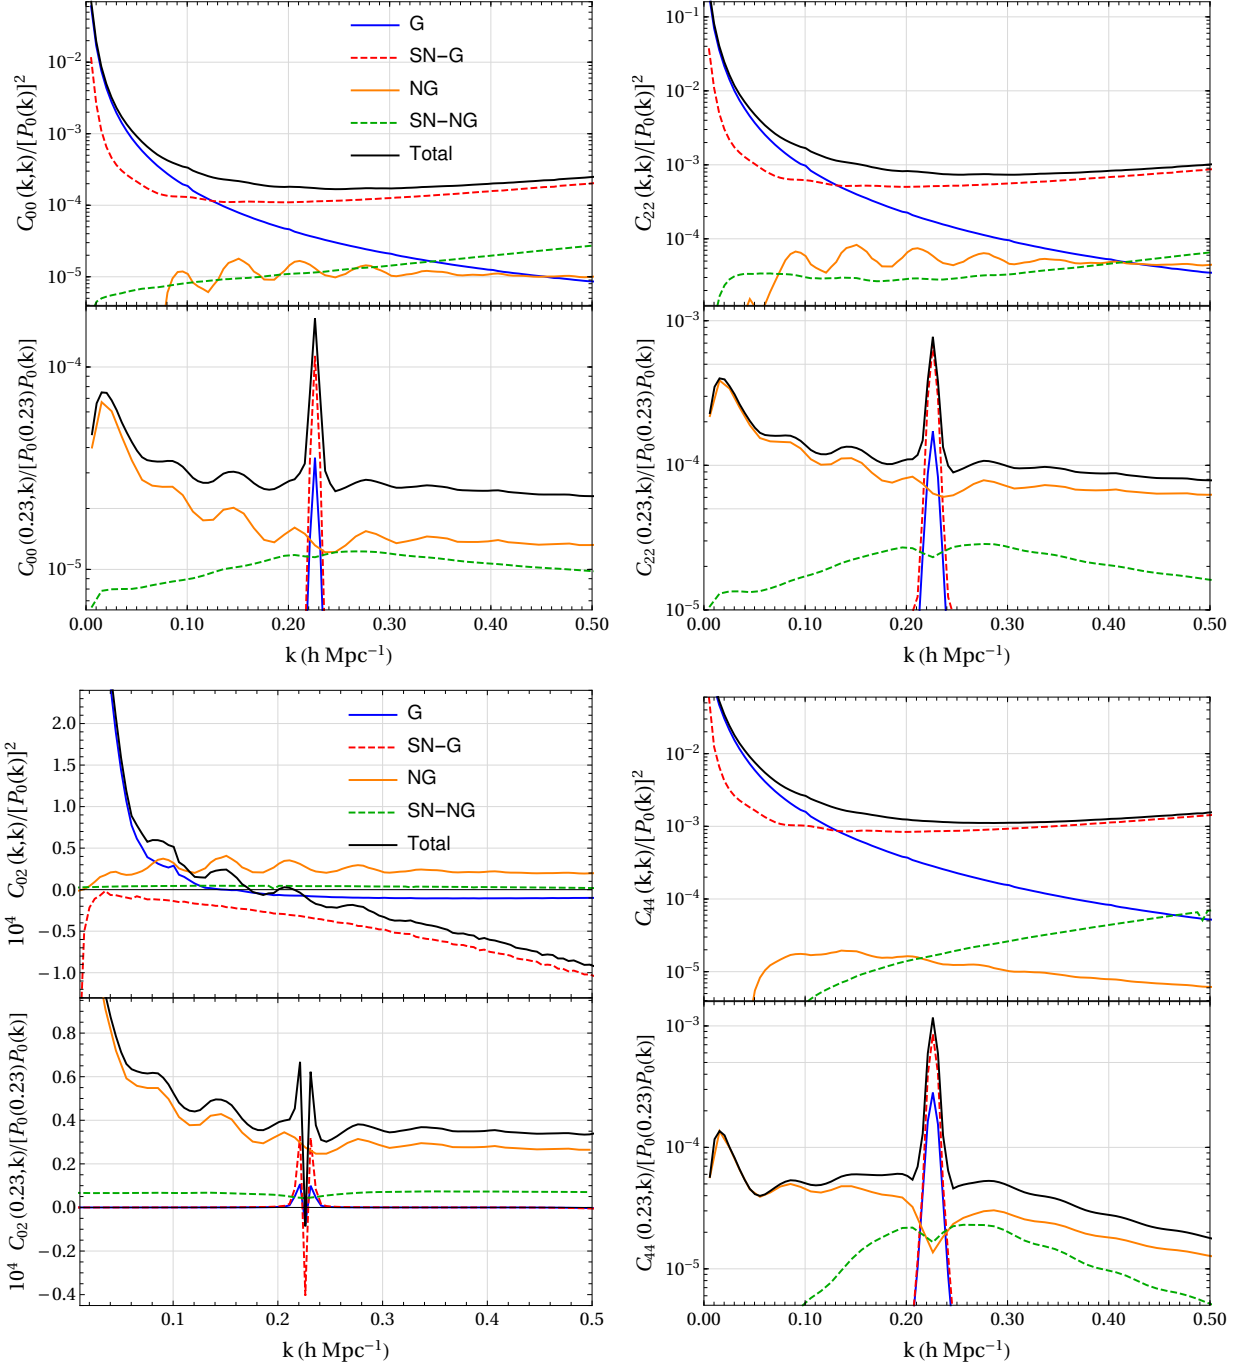 G
SN−G
NG
SN−NG
Total
C₀₀(k,k)/[P₀(k)]²
10⁻²
10⁻³
10⁻⁴
10⁻⁵
C₀₀(0.23,k)/[P₀(0.23)P₀(k)]
10⁻⁴
10⁻⁵
0.00 0.10 0.20 0.30 0.40 0.50
k (h Mpc⁻¹)
C₂₂(k,k)/[P₀(k)]²
10⁻¹
10⁻²
10⁻³
10⁻⁴
C₂₂(0.23,k)/[P₀(0.23)P₀(k)]
10⁻³
10⁻⁴
10⁻⁵
0.00 0.10 0.20 0.30 0.40 0.50
k (h Mpc⁻¹)
G
SN−G
NG
SN−NG
Total
10⁴ C₀₂(k,k)/[P₀(k)]²
2.0
1.5
1.0
0.5
0.0
−0.5
−1.0
10⁴ C₀₂(0.23,k)/[P₀(0.23)P₀(k)]
0.8
0.6
0.4
0.2
0.0
−0.2
−0.4
0.1 0.2 0.3 0.4 0.5
k (h Mpc⁻¹)
C₄₄(k,k)/[P₀(k)]²
10⁻²
10⁻³
10⁻⁴
10⁻⁵
C₄₄(0.23,k)/[P₀(0.23)P₀(k)]
10⁻³
10⁻⁴
10⁻⁵
0.00 0.10 0.20 0.30 0.40 0.50
k (h Mpc⁻¹)